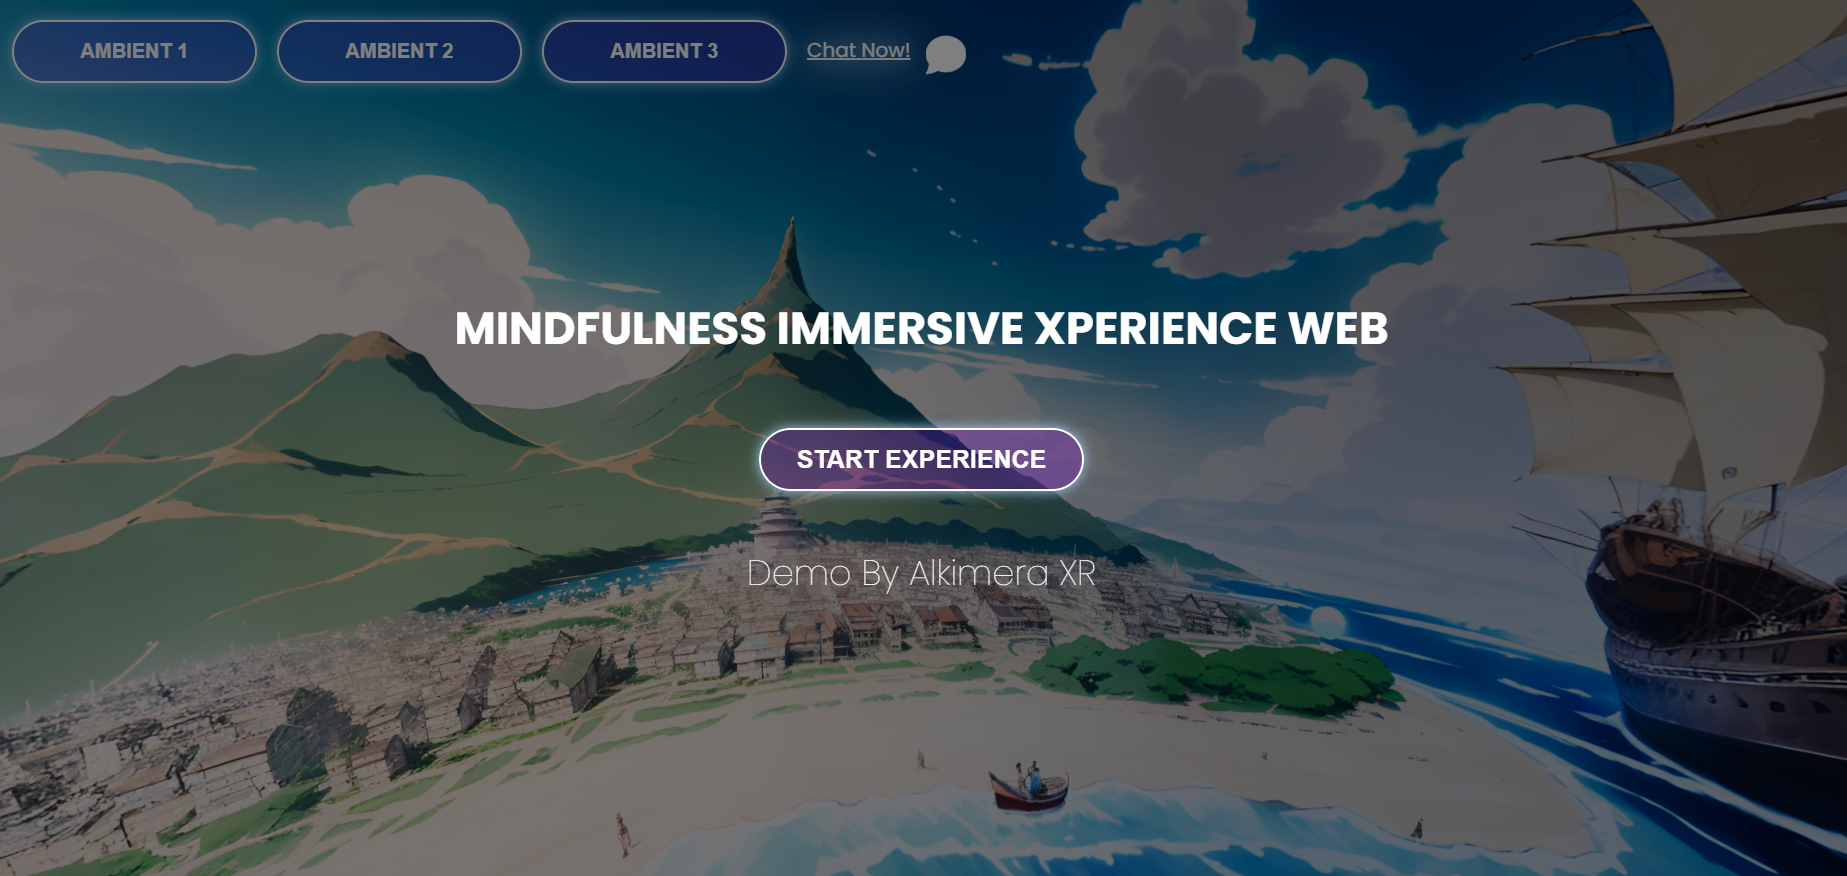 AMBIENT 1
AMBIENT 2
AMBIENT 3
Chat Now!
MINDFULNESS IMMERSIVE XPERIENCE WEB
START EXPERIENCE
Demo By Alkimera XR